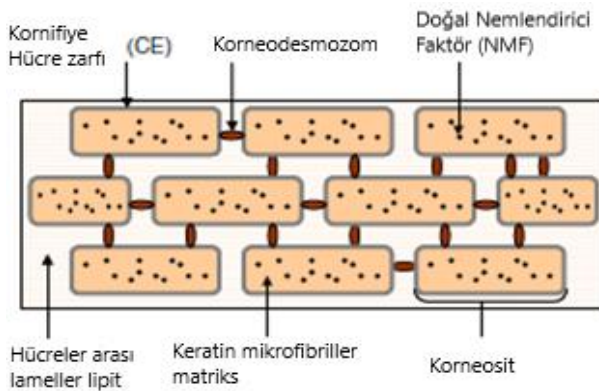 Kornifiye
Hücre zarfı
(CE)
Korneodesmozom
Doğal Nemlendirici
Faktör (NMF)
Hücreler arası
lameller lipit
Keratin mikrofibriller
matriks
Korneosit